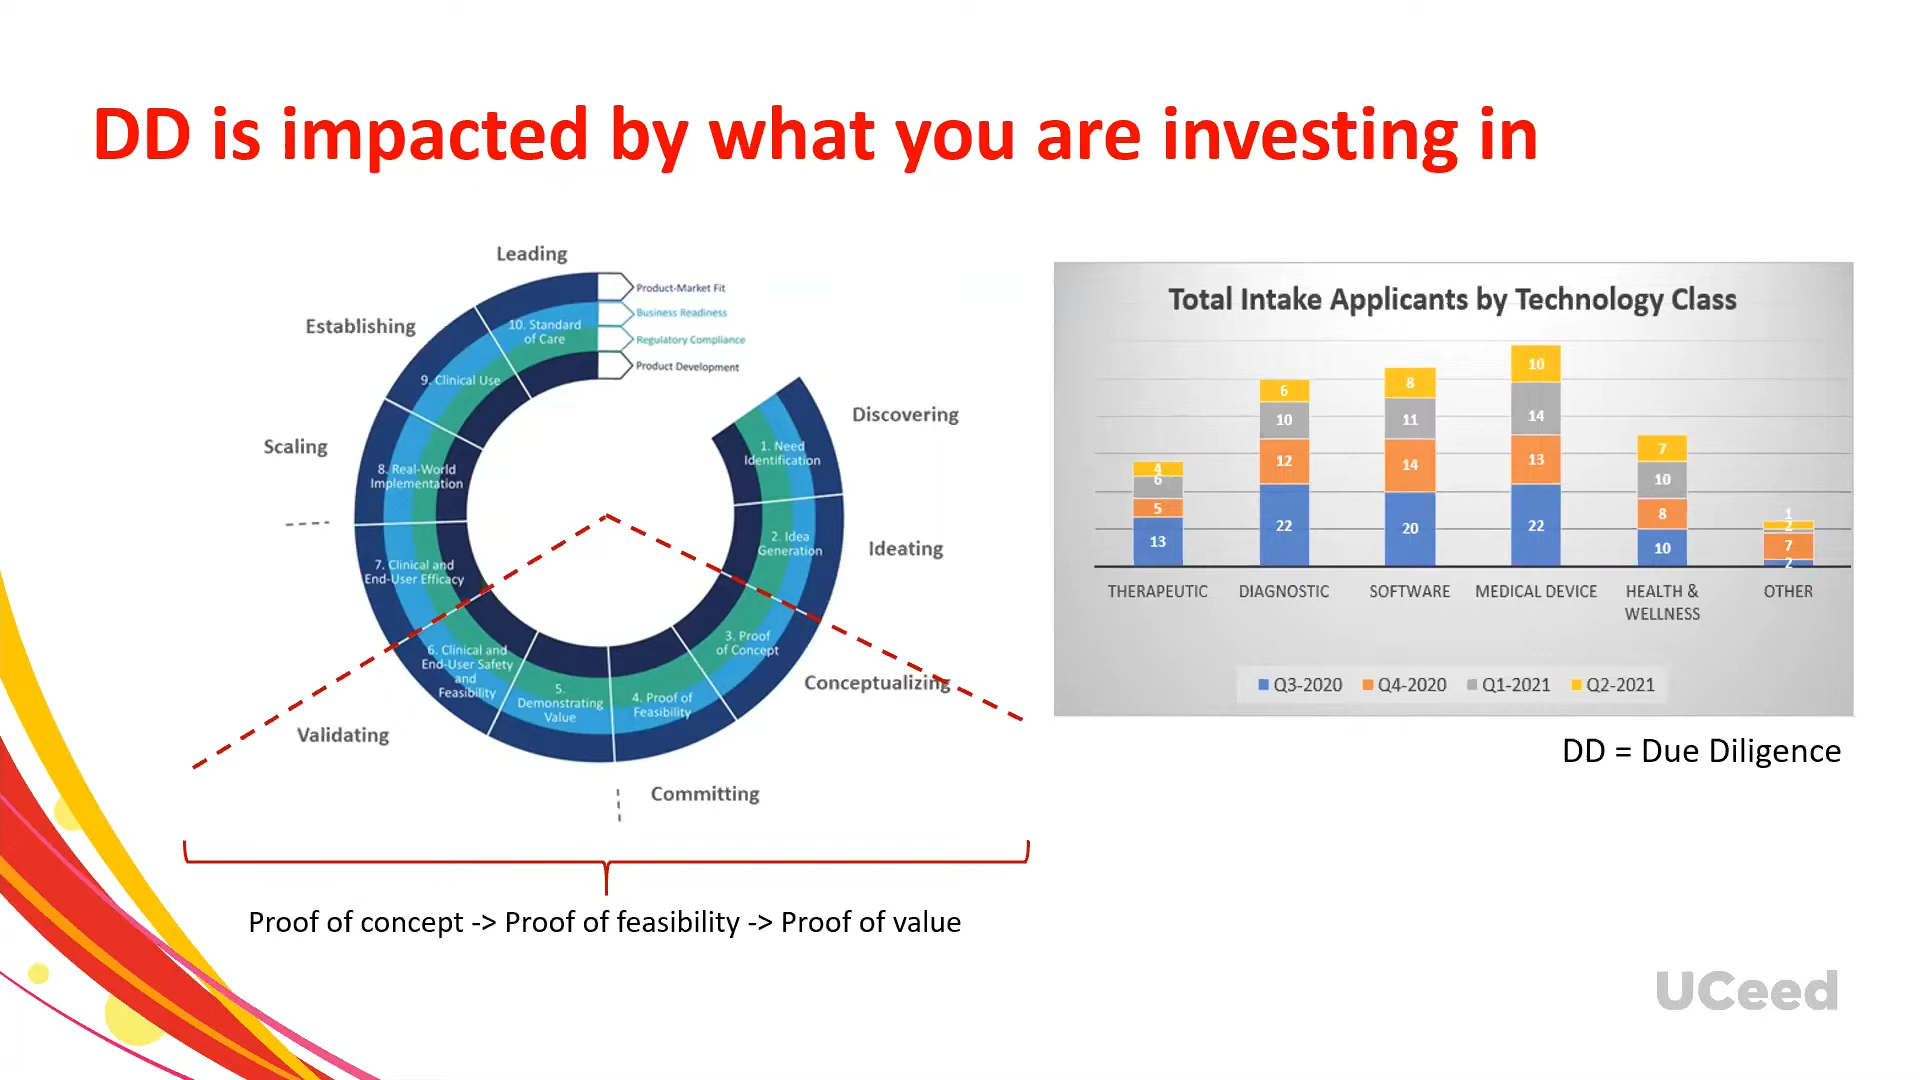 DD is impacted by what you are investing in
Leading
Establishing
Scaling
Validating
Committing
Conceptualizing
Ideating
Discovering
Product-Market Fit
Business Readiness
Regulatory Compliance
Product Development
1. Need
Identification
2. Idea
Generation
3. Proof
of Concept
4. Proof of
Feasibility
5.
Demonstrating
Value
6. Clinical and
End-User Safety
and
Feasibility
7. Clinical and
End-User Efficacy
8. Real-World
Implementation
9. Clinical Use
10. Standard
of Care
Proof of concept -> Proof of feasibility -> Proof of value
Total Intake Applicants by Technology Class
4
6
5
13
6
10
12
22
8
11
14
20
10
14
13
22
7
10
8
10
1
2
7
2
THERAPEUTIC
DIAGNOSTIC
SOFTWARE
MEDICAL DEVICE
HEALTH &
WELLNESS
OTHER
Q3-2020 Q4-2020 Q1-2021 Q2-2021
DD = Due Diligence
UCeed